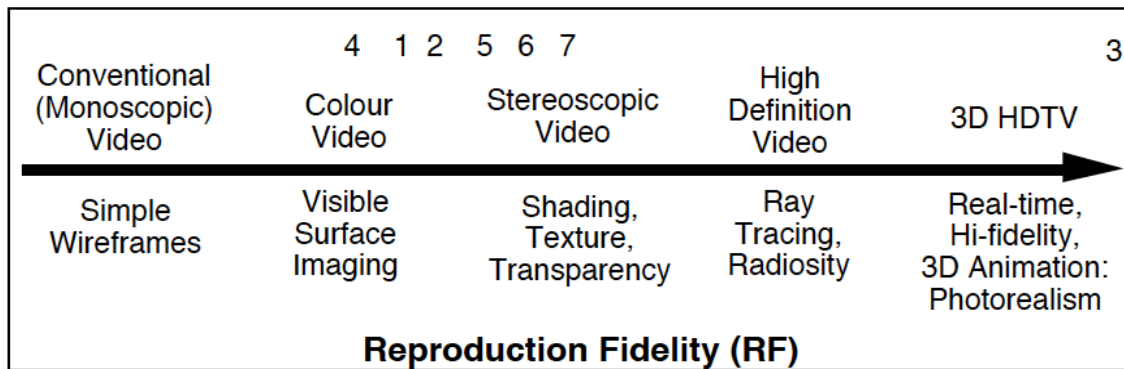 4 1 2 5 6 7 3
Conventional
(Monoscopic)
Video
Colour
Video
Stereoscopic
Video
High
Definition
Video
3D HDTV
Simple
Wireframes
Visible
Surface
Imaging
Shading,
Texture,
Transparency
Ray
Tracing,
Radiosity
Real-time,
Hi-fidelity,
3D Animation:
Photorealism
Reproduction Fidelity (RF)